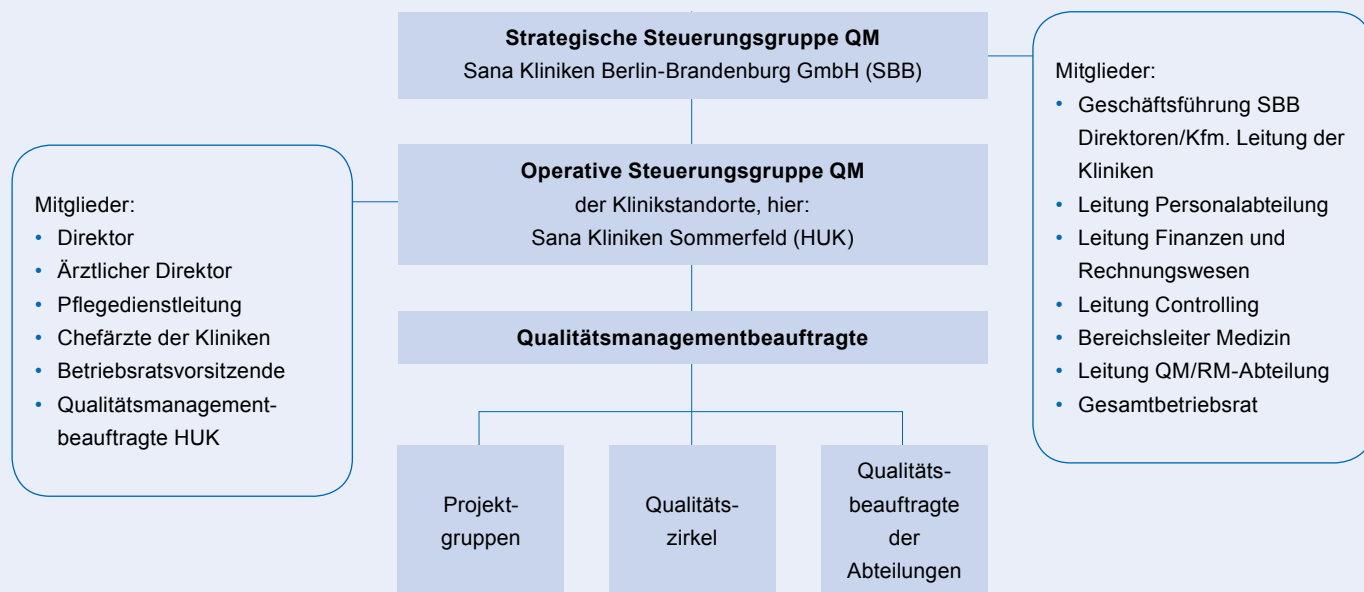 Strategische Steuerungsgruppe QM
Sana Kliniken Berlin-Brandenburg GmbH (SBB)
Mitglieder:
• Geschäftsführung SBB
Direktoren/Kfm. Leitung der
Kliniken
• Leitung Personalabteilung
• Leitung Finanzen und
Rechnungswesen
• Leitung Controlling
• Bereichsleiter Medizin
• Leitung QM/RM-Abteilung
• Gesamtbetriebsrat
Operative Steuerungsgruppe QM
der Klinikstandorte, hier:
Sana Kliniken Sommerfeld (HUK)
Mitglieder:
• Direktor
• Ärztlicher Direktor
• Pflegedienstleitung
• Chefärzte der Kliniken
• Betriebsratsvorsitzende
• Qualitätsmanagement-
beauftragte HUK
Qualitätsmanagementbeauftragte
Projekt-
gruppen
Qualitäts-
zirkel
Qualitäts-
beauftragte
der
Abteilungen